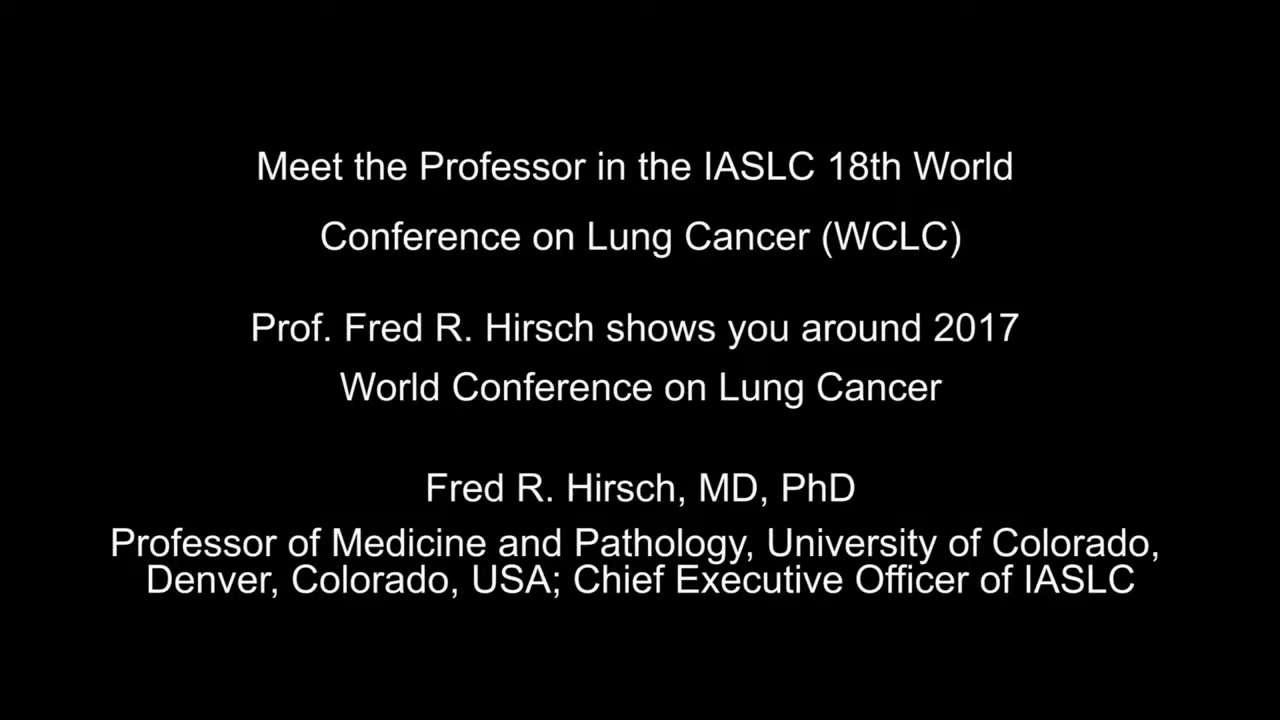 Meet the Professor in the IASLC 18th World
Conference on Lung Cancer (WCLC)
Prof. Fred R. Hirsch shows you around 2017
World Conference on Lung Cancer
Fred R. Hirsch, MD, PhD
Professor of Medicine and Pathology, University of Colorado,
Denver, Colorado, USA; Chief Executive Officer of IASLC